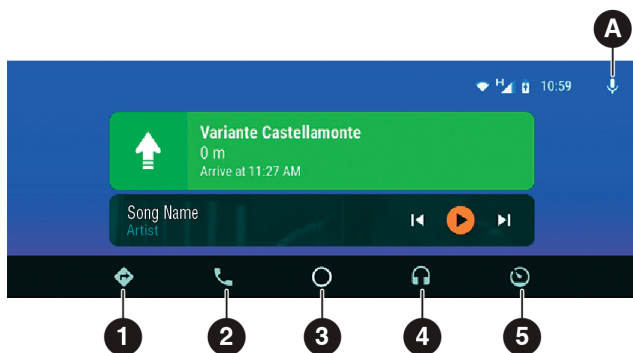 A
H 10:59
Variante Castellamonte
0 m
Arrive at 11:27 AM
Song Name
Artist
1 2 3 4 5